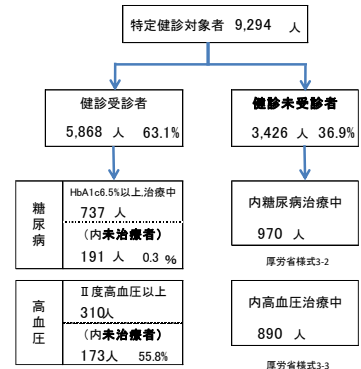 特定健診対象者 9,294 人
健診受診者
5,868 人 63.1%
健診未受診者
3,426 人 36.9%
糖尿病
HbA1c6.5%以上,治療中
737 人
(内未治療者)
191 人 0.3 %
内糖尿病治療中
970 人
厚労省様式3-2
高血圧
Ⅱ度高血圧以上
310人
(内未治療者)
173人 55.8%
内高血圧治療中
890 人
厚労省様式3-3